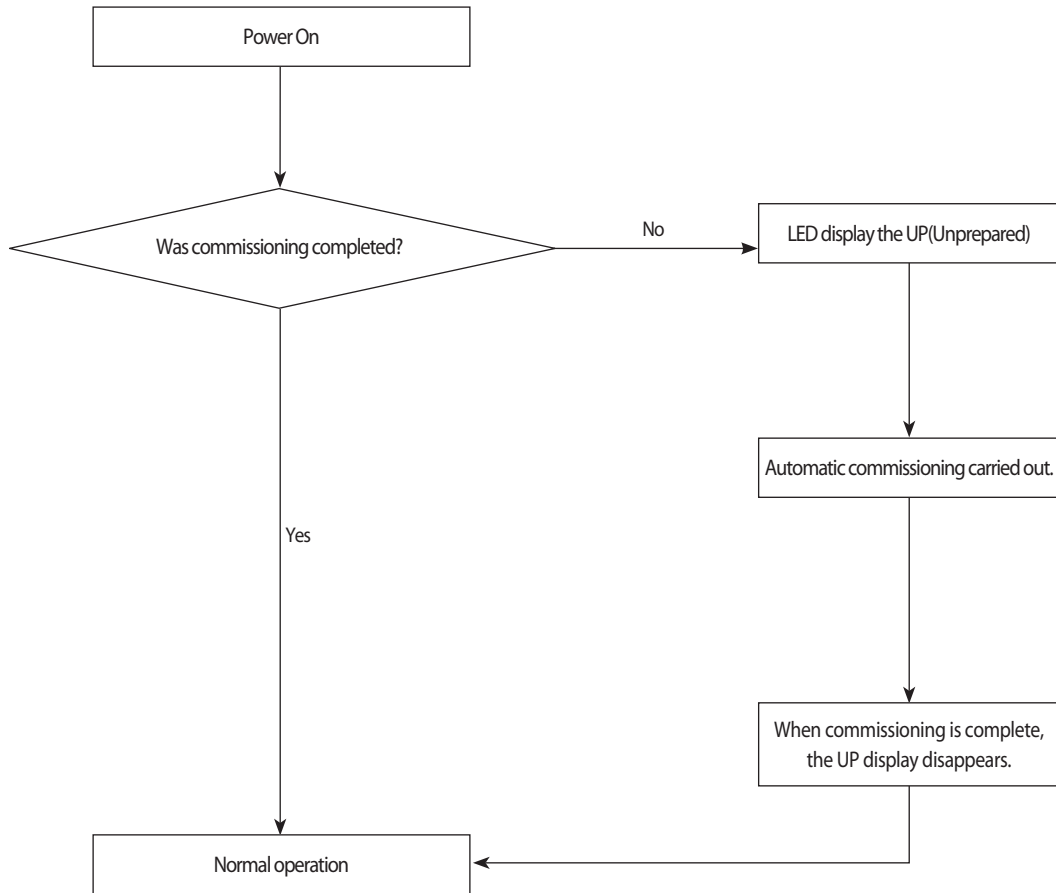 Power On
Was commissioning completed?
No
LED display the UP(Unprepared)
Automatic commissioning carried out.
Yes
When commissioning is complete,
the UP display disappears.
Normal operation